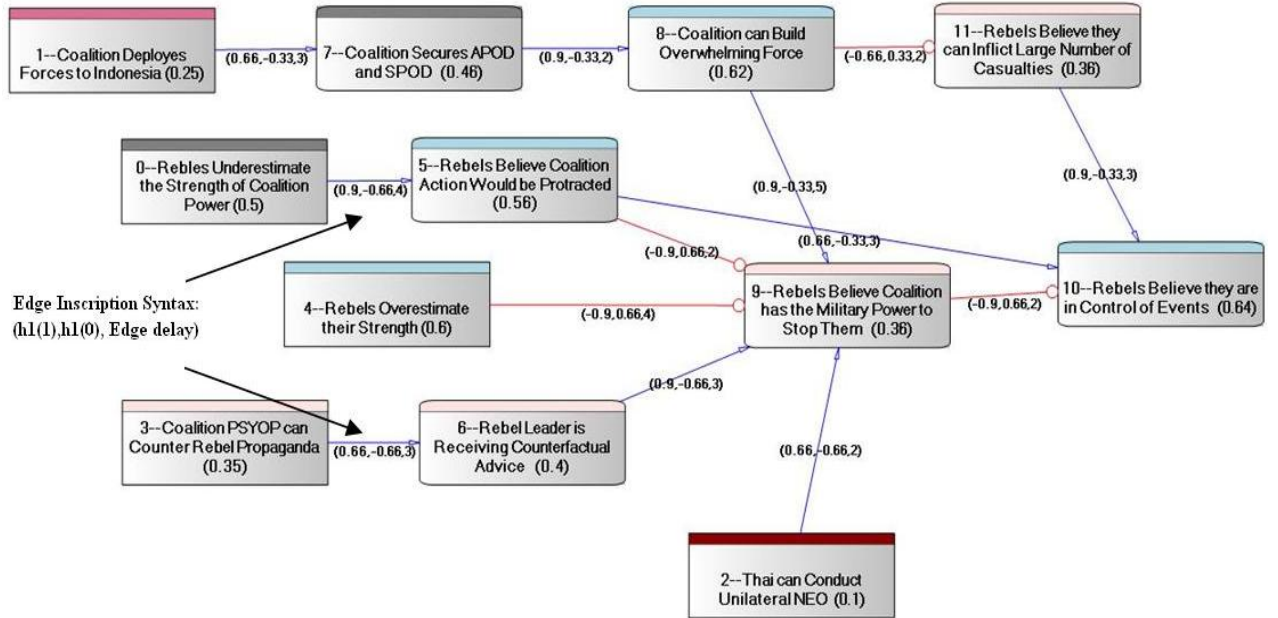 1--Coalition Deployes
Forces to Indonesia (0.25)
(0.66,-0.33,3)
7--Coalition Secures APOD
and SPOD (0.46)
(0.9,-0.33,2)
8--Coalition can Build
Overwhelming Force
(0.62)
(-0.66,0.33,2)
11--Rebels Believe they
can Inflict Large Number of
Casualties (0.36)
0--Rebles Underestimate
the Strength of Coalition
Power (0.5)
(0.9,-0.66,4)
5--Rebels Believe Coalition
Action Would be Protracted
(0.56)
(0.9,-0.33,5)
(0.9,-0.33,3)
(0.66,-0.33,3)
(-0.9,0.66,2)
Edge Inscription Syntax:
(h1(1),h1(0), Edge delay)
4--Rebels Overestimate
their Strength (0.6)
(-0.9,0.66,4)
9--Rebels Believe Coalition
has the Military Power to
Stop Them (0.36)
(-0.9,0.66,2)
10--Rebels Believe they are
in Control of Events (0.64)
3--Coalition PSYOP can
Counter Rebel Propaganda
(0.35)
(0.66,-0.66,3)
6--Rebel Leader is
Receiving Counterfactual
Advice (0.4)
(0.9,-0.66,3)
(0.66,-0.66,2)
2--Thai can Conduct
Unilateral NEO (0.1)